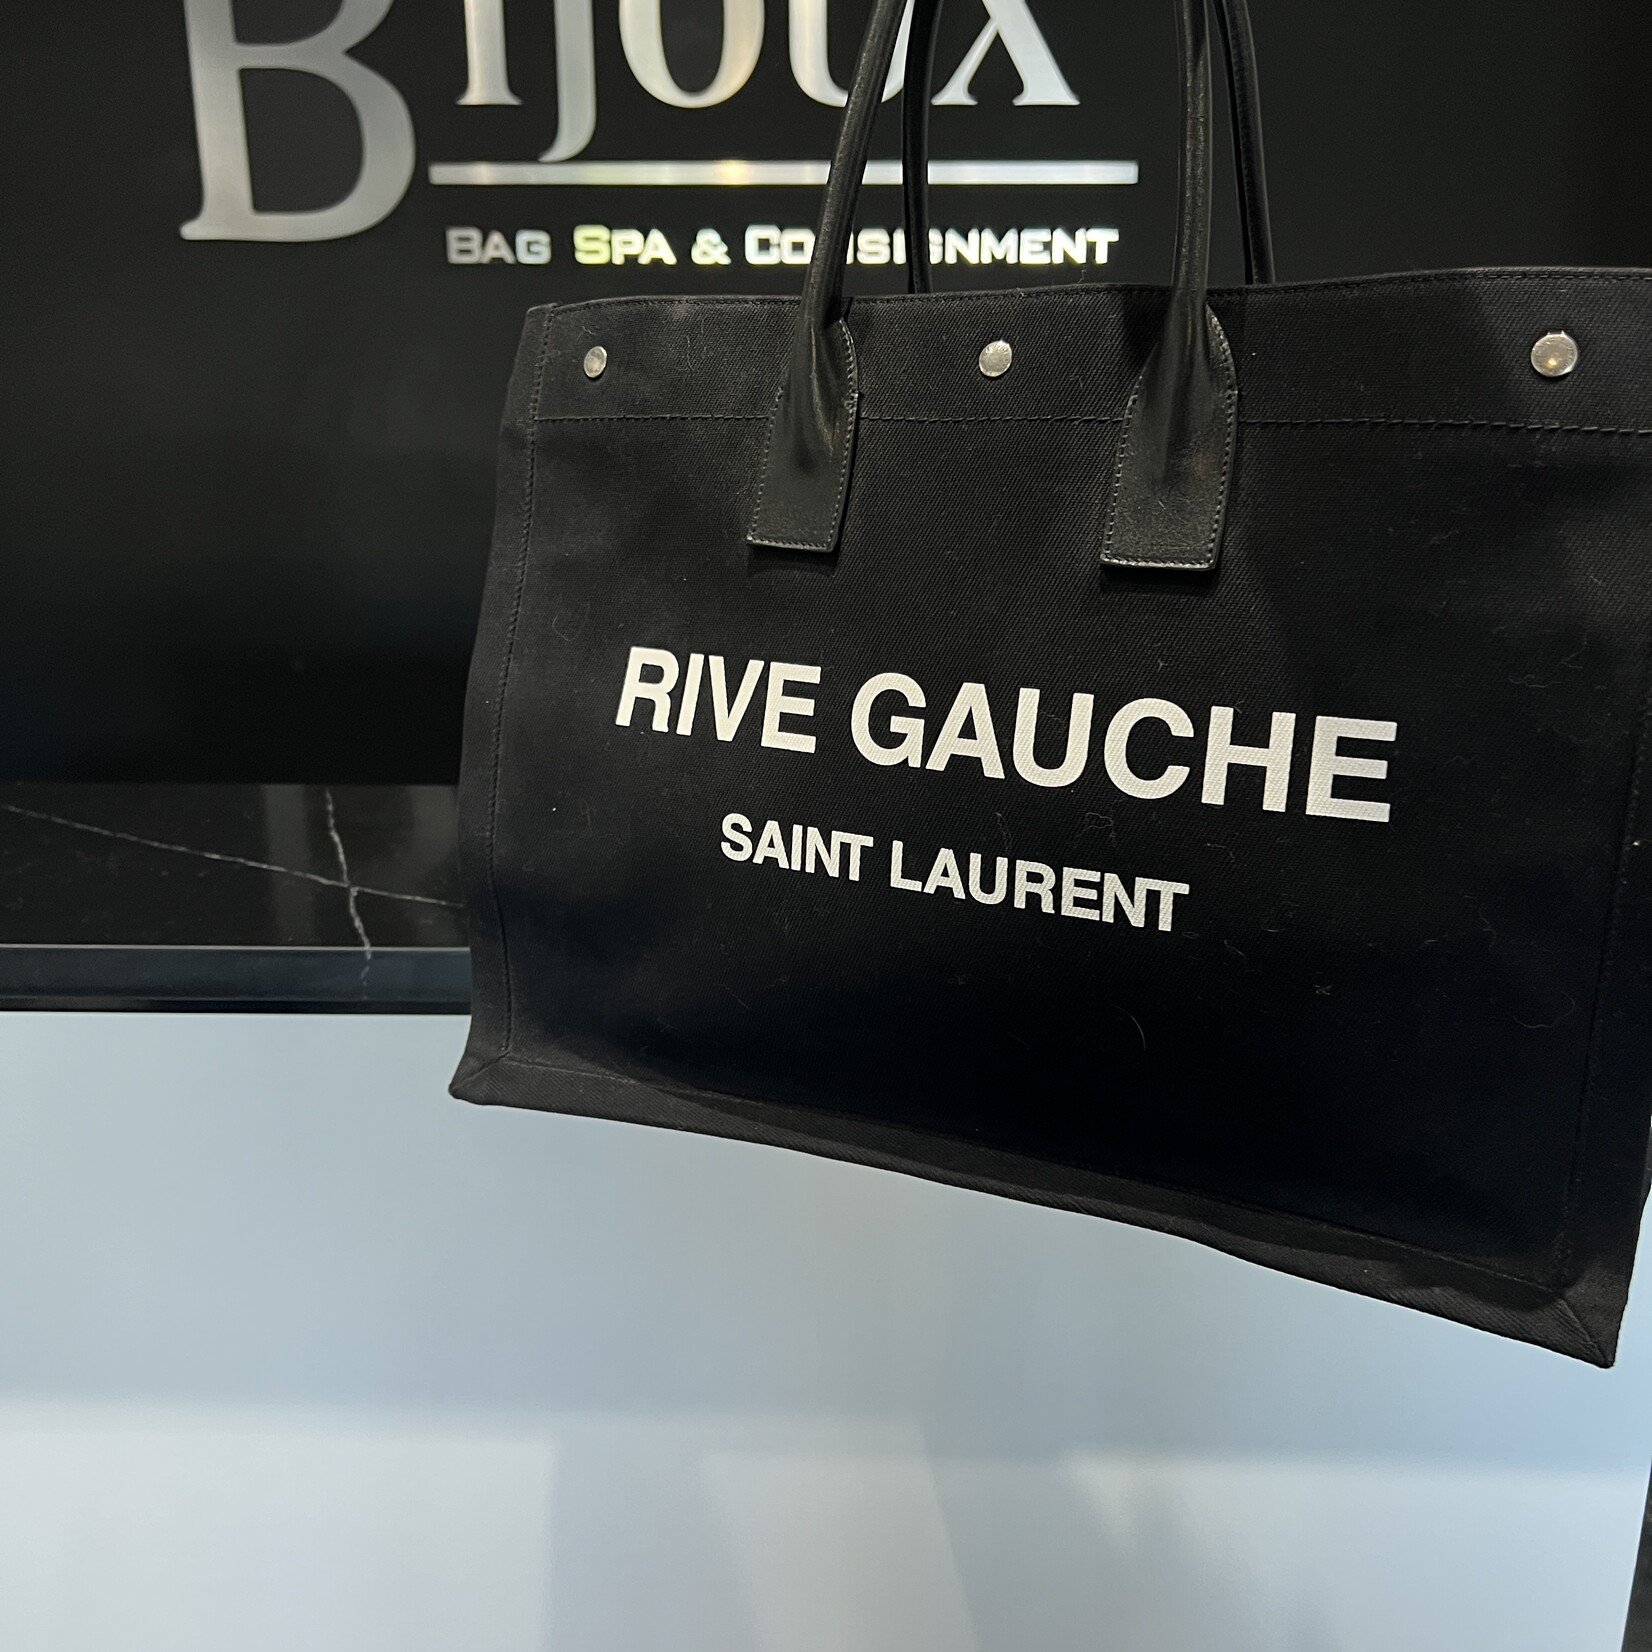 Bijoux
BAG SPA & CONSIGNMENT
RIVE GAUCHE
SAINT LAURENT